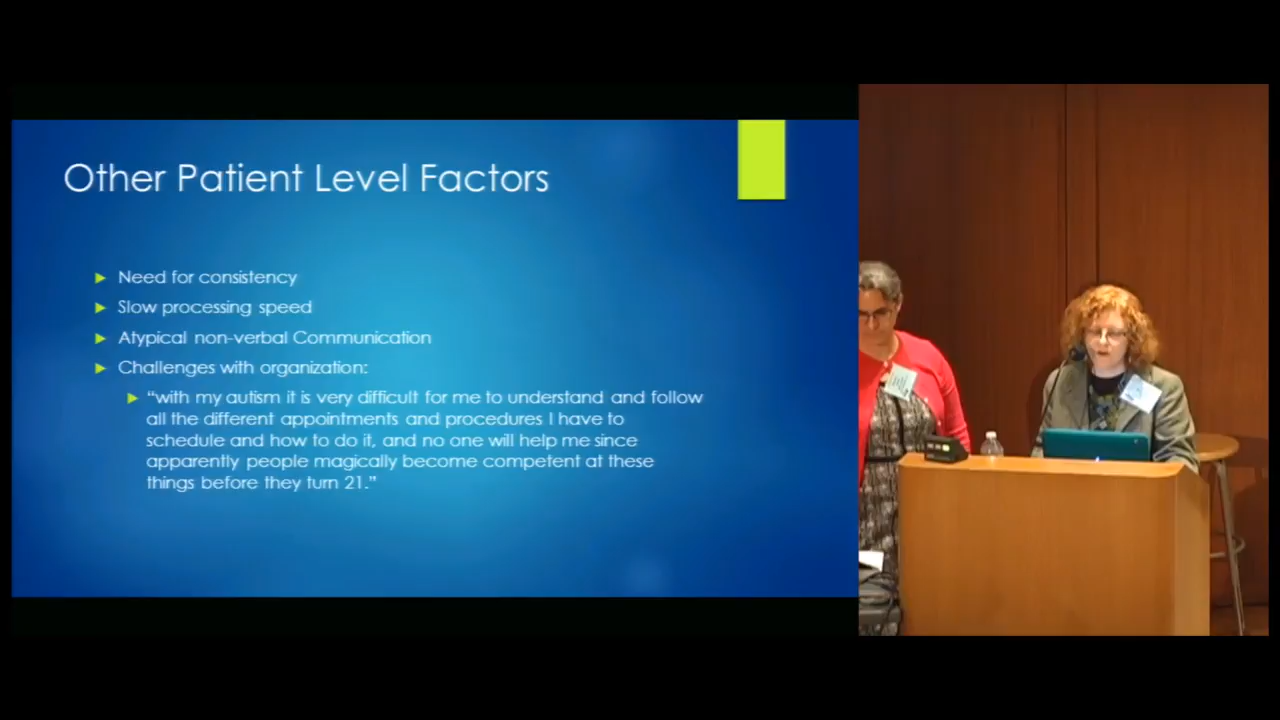 Other Patient Level Factors
Need for consistency
Slow processing speed
Atypical non-verbal Communication
Challenges with organization:
"with my autism it is very difficult for me to understand and follow
all the different appointments and procedures I have to
schedule and how to do it, and no one will help me since
apparently people magically become competent at these
things before they turn 21."